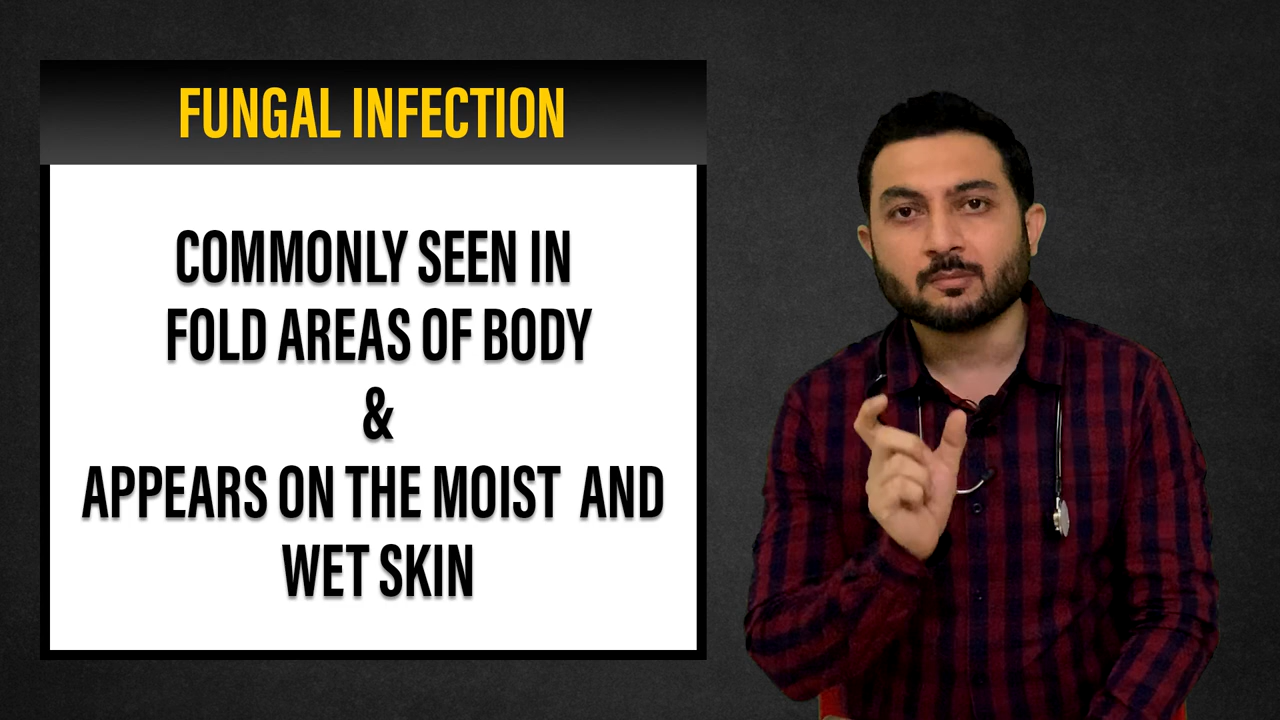 FUNGAL INFECTION
COMMONLY SEEN IN
FOLD AREAS OF BODY
&
APPEARS ON THE MOIST  AND
WET SKIN